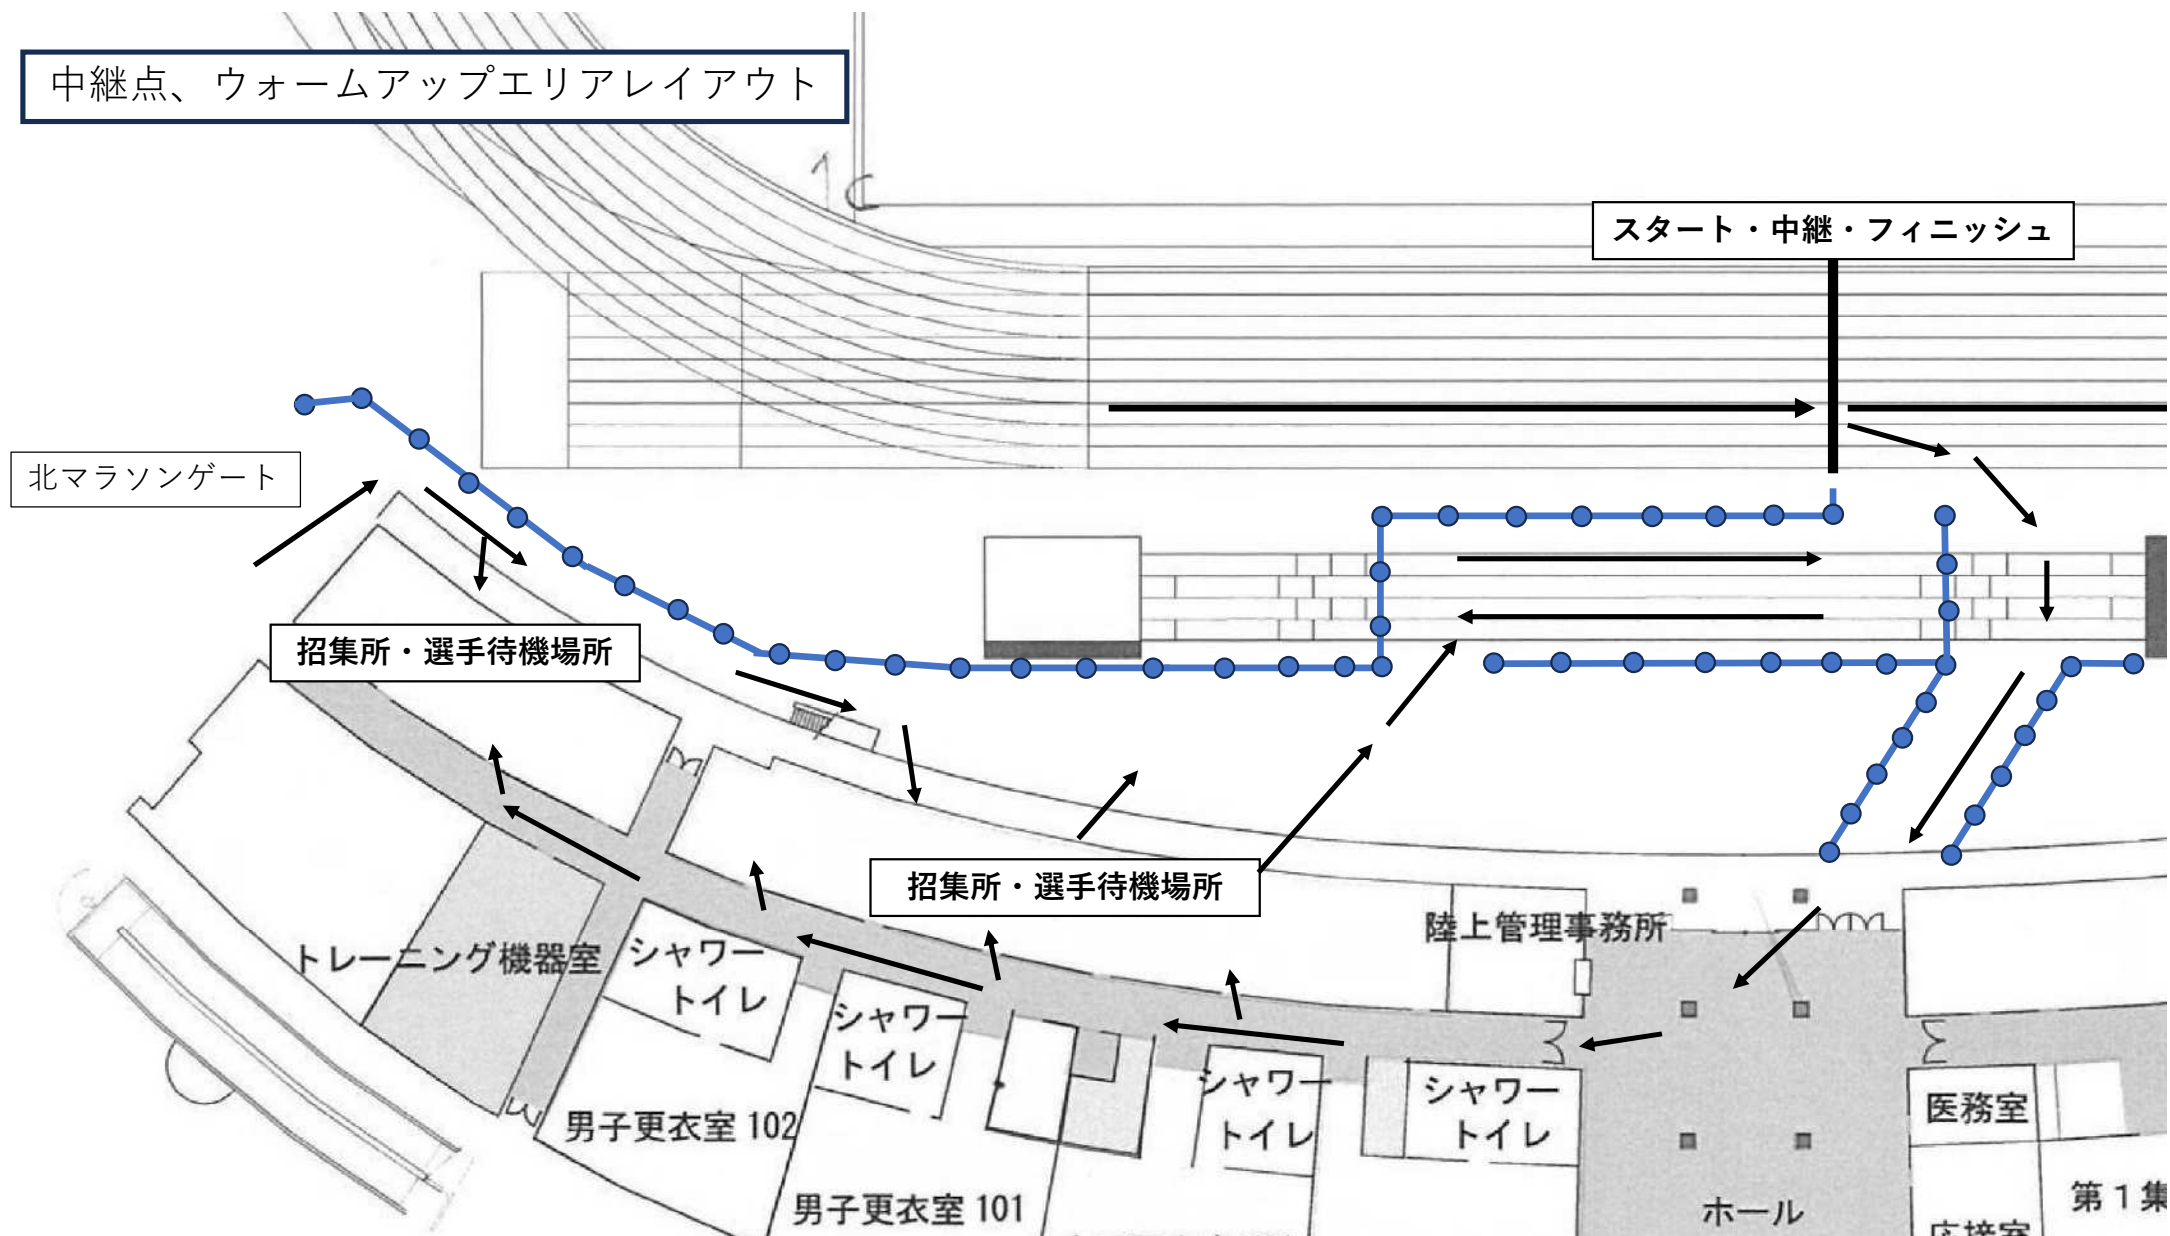 中継点、ウォームアップエリアレイアウト
スタート・中継・フィニッシュ
北マラソンゲート
招集所・選手待機場所
招集所・選手待機場所
陸上管理事務所
トレーニング機器室
シャワー
トイレ
シャワー
トイレ
シャワー
トイレ
シャワー
トイレ
医務室
男子更衣室 102
男子更衣室 101
ホール
第 1 集
応接室